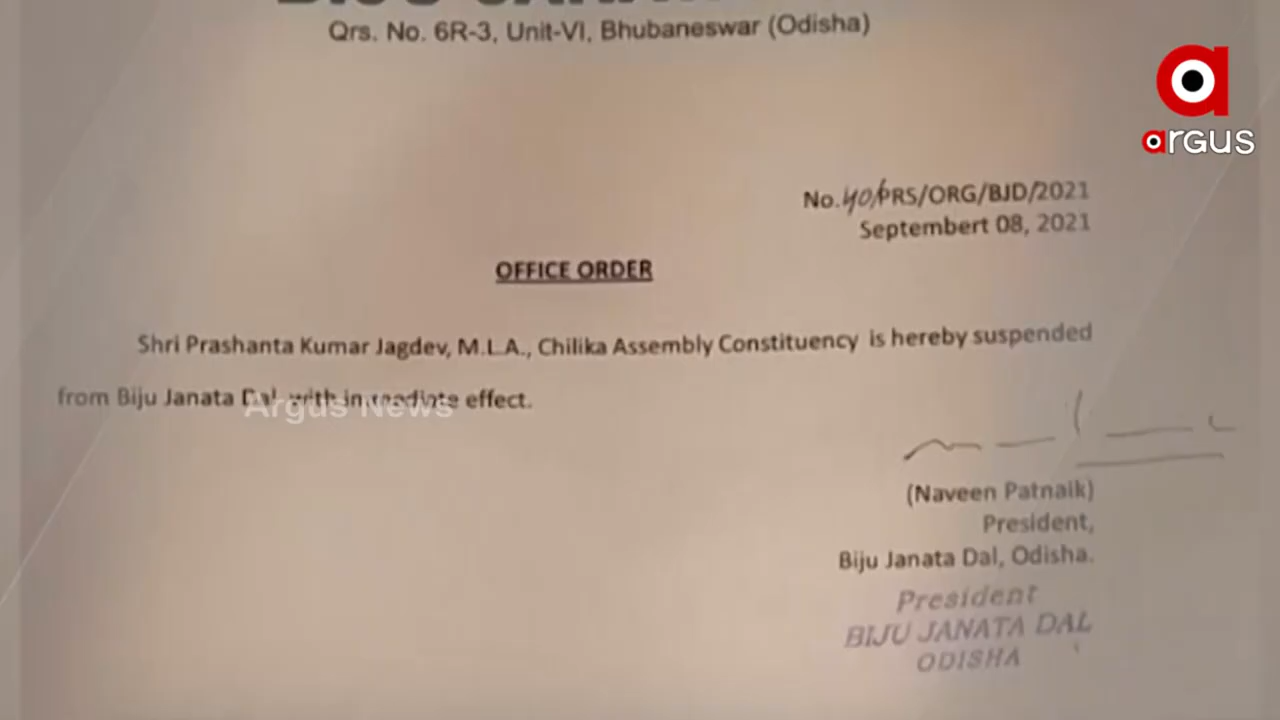 Qrs. No. 6R-3, Unit-VI, Bhubaneswar (Odisha)
argus
No.40/PRS/ORG/BJD/2021
Septembert 08, 2021
OFFICE ORDER
Shri Prashanta Kumar Jagdev, M.L.A., Chilika Assembly Constituency is hereby suspended
from Biju Janata Dal with immediate effect.
Argus News
(Naveen Patnaik)
President,
Biju Janata Dal, Odisha.
President
BIJU JANATA DAL
ODISHA